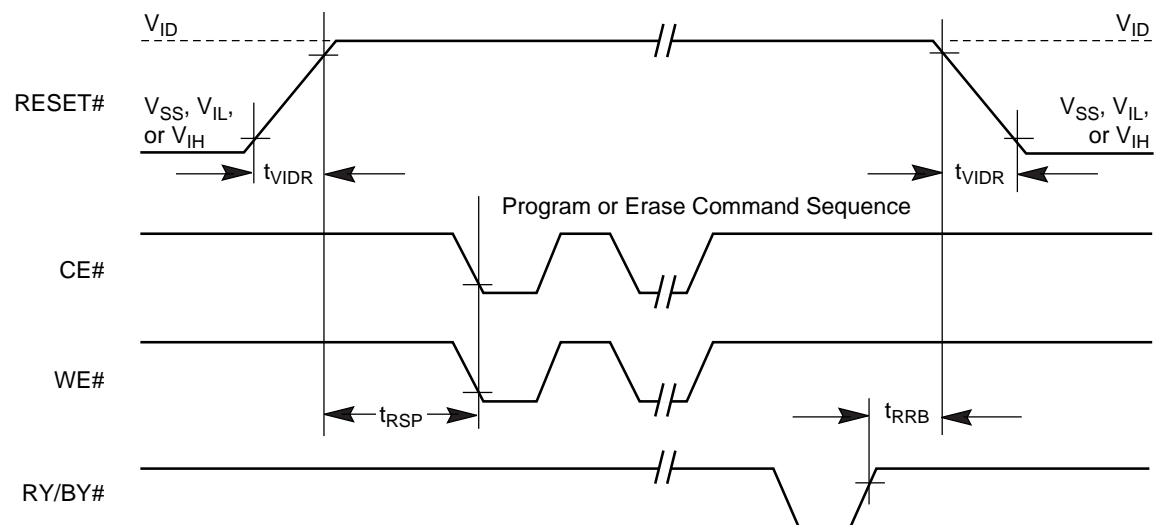 V_ID V_ID
RESET#
V_SS, V_IL,
or V_IH
V_SS, V_IL,
or V_IH
t_VIDR t_VIDR
Program or Erase Command Sequence
CE#
WE#
t_RSP t_RRB
RY/BY#